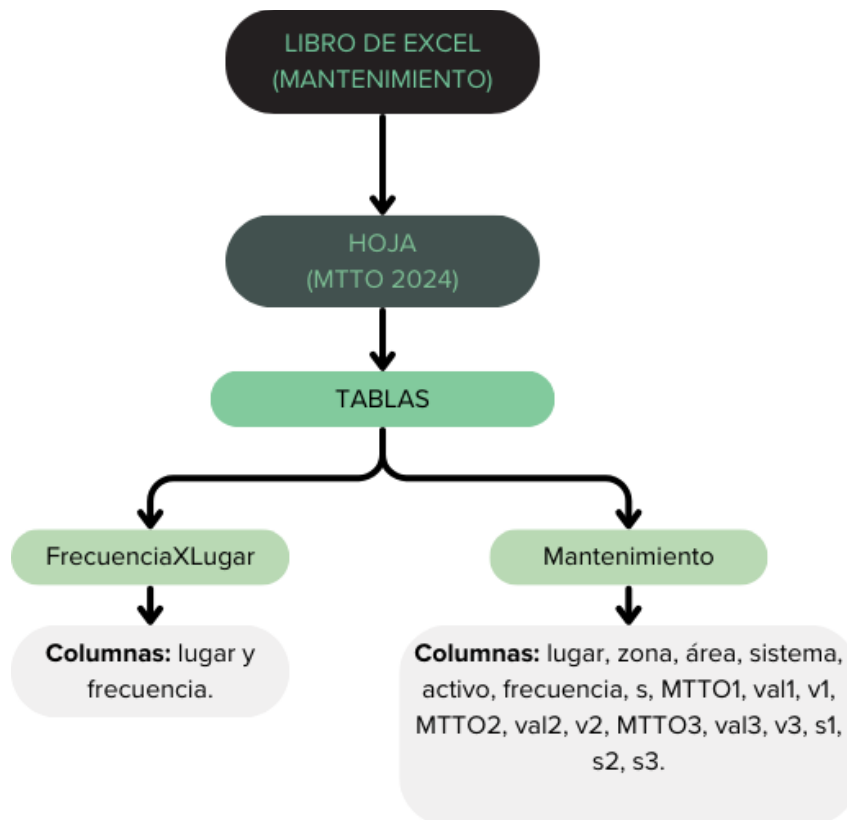 LIBRO DE EXCEL
(MANTENIMIENTO)
HOJA
(MTTO 2024)
TABLAS
FrecuenciaXLugar
Mantenimiento
Columnas: lugar y
frecuencia.
Columnas: lugar, zona, área, sistema,
activo, frecuencia, s, MTTO1, val1, v1,
MTTO2, val2, v2, MTTO3, val3, v3, s1,
s2, s3.